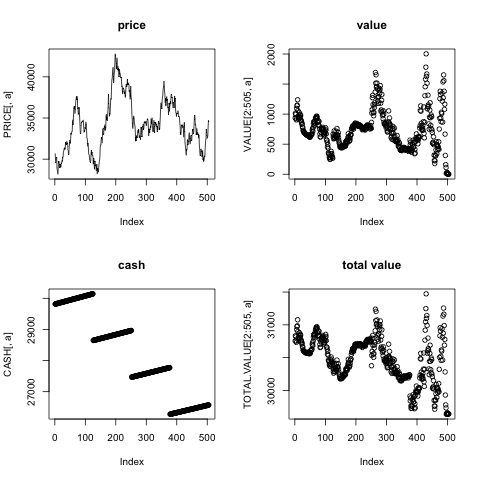 price
PRICE[, a]
30000 35000 40000
0 100 200 300 400 500
Index
value
VALUE[2:505, a]
0 500 1000 2000
0 100 200 300 400 500
Index
cash
CASH[, a]
27000 29000
0 100 200 300 400 500
Index
total value
TOTAL.VALUE[2:505, a]
30000 31000
0 100 200 300 400 500
Index